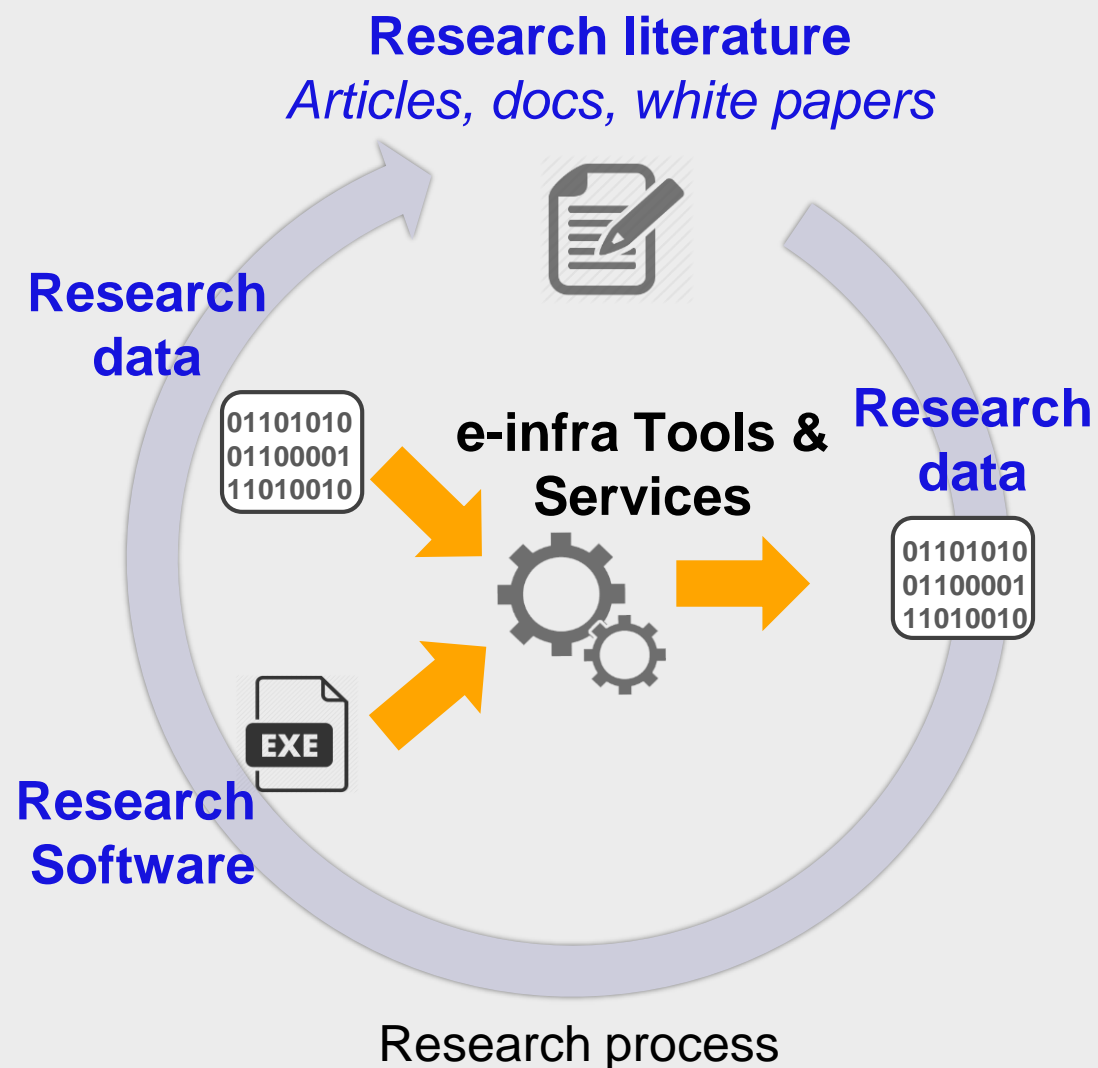 Research literature
Articles, docs, white papers
Research
data
01101010
01100001
11010010
e-infra Tools &
Services
Research
data
01101010
01100001
11010010
EXE
Research
Software
Research process